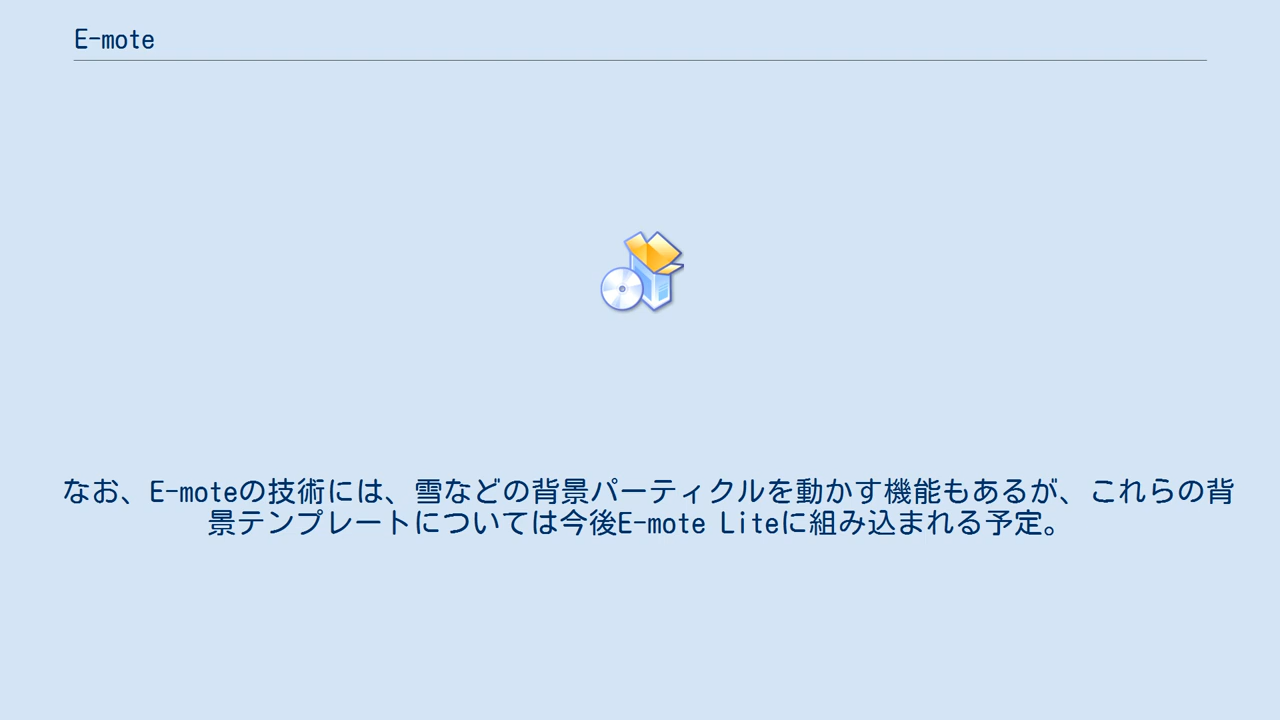 E-mote
なお、E-moteの技術には、雪などの背景パーティクルを動かす機能もあるが、これらの背
景テンプレートについては今後E-mote Liteに組み込まれる予定。